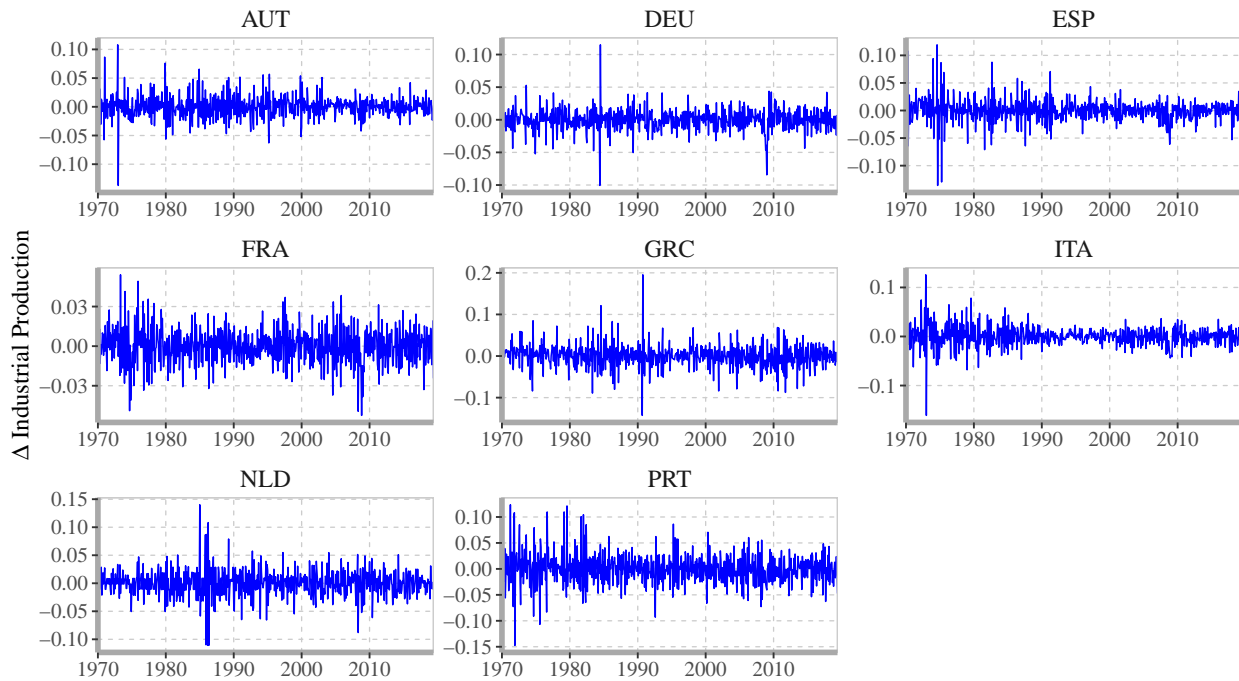 AUT DEU ESP
0.10 0.10 0.10
0.05 0.05 0.05
0.00 0.00 0.00
−0.05 −0.05 −0.05
−0.10 −0.10 −0.10
1970 1980 1990 2000 2010 1970 1980 1990 2000 2010 1970 1980 1990 2000 2010
Δ Industrial Production
FRA GRC ITA
0.03 0.2 0.1
0.00 0.1 0.0
−0.03 0.0 −0.1
−0.1
1970 1980 1990 2000 2010 1970 1980 1990 2000 2010 1970 1980 1990 2000 2010
NLD PRT
0.15 0.10
0.10 0.05
0.05 0.00
0.00 −0.05
−0.05 −0.10
−0.10 −0.15
1970 1980 1990 2000 2010 1970 1980 1990 2000 2010